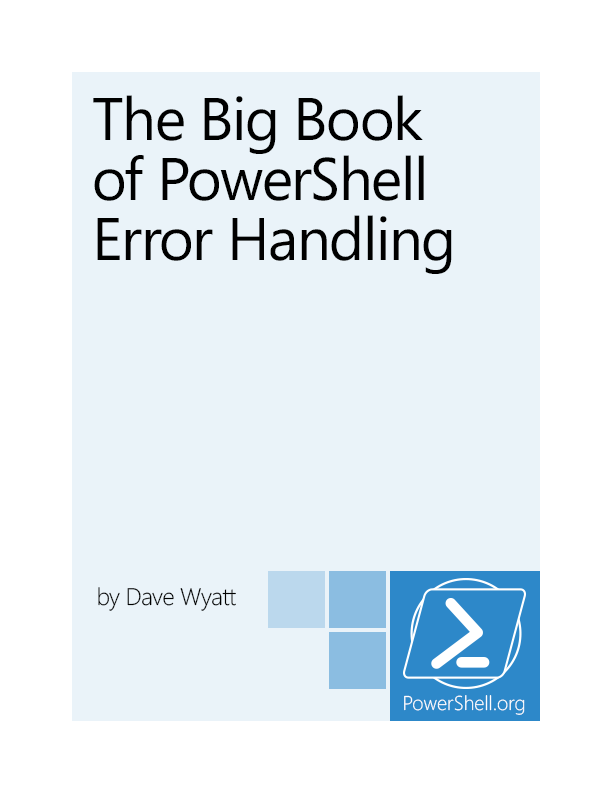 The Big Book
of PowerShell
Error Handling
by Dave Wyatt
PowerShell.org